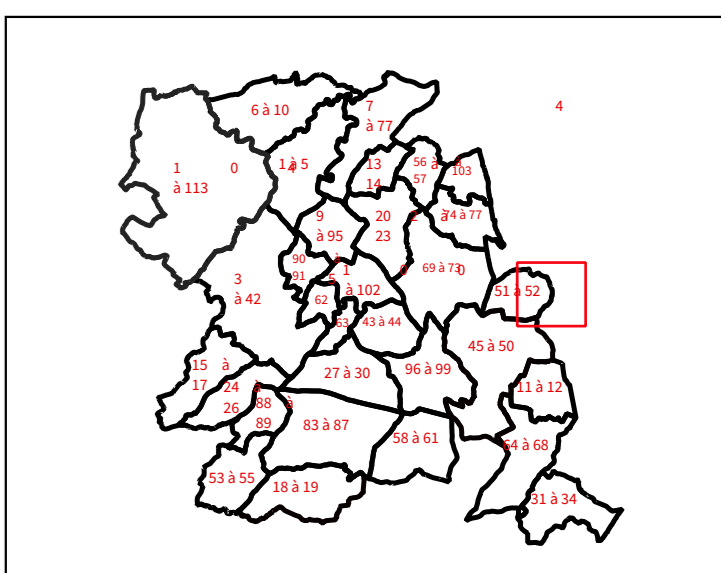 7
à 77
4
6 à 10
1 0
à 113
1 à 5
4
13
14
56 à
57
103
9
à 95
20 2
23
à 74 à 77
90 à
91 5
1 0
à 102
69 à 73 0
3
à 42
62
51 à 52
63
43 à 44
45 à 50
15 à
17
24 à
26
27 à 30
96 à 99
11 à 12
88 à
89
83 à 87
58 à 61
64 à 68
53 à 55
18 à 19
31 à 34